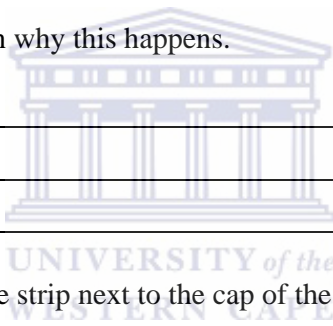 why this happens.
UNIVERSITY of the
strip next to the cap of the
WESTERN CAPE